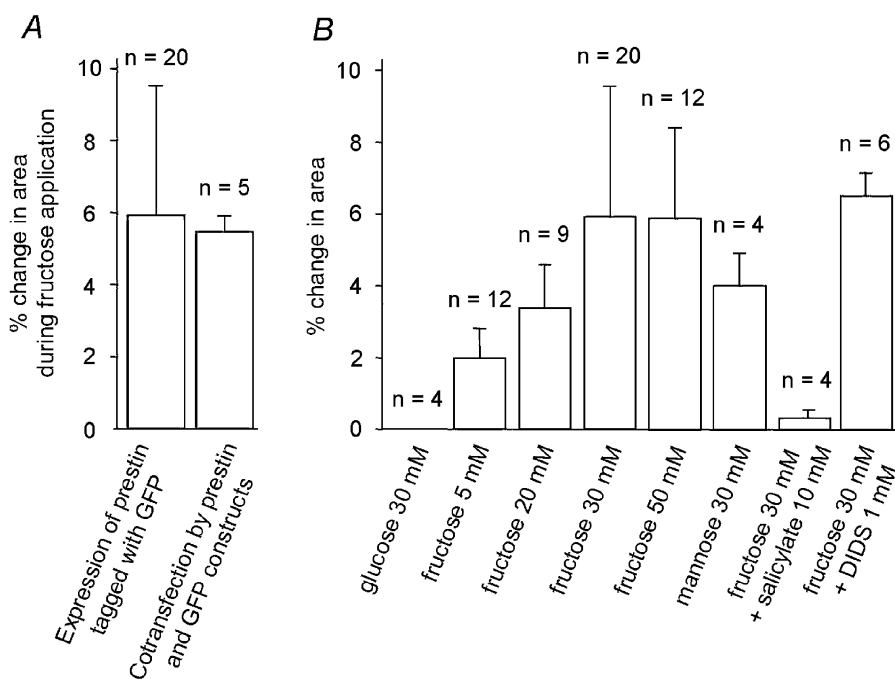 A
% change in area
during fructose application
10
8
6
4
2
0
n = 20
n = 5
Expression of prestin
tagged with GFP
Cotransfection by prestin
and GFP constructs
B
% change in area
10
8
6
4
2
0
n = 4
n = 12
n = 9
n = 20
n = 12
n = 4
n = 4
n = 6
glucose 30 mM
fructose 5 mM
fructose 20 mM
fructose 30 mM
fructose 50 mM
mannose 30 mM
fructose 30 mM
+ salicylate 10 mM
fructose 30 mM
+ DIDS 1 mM